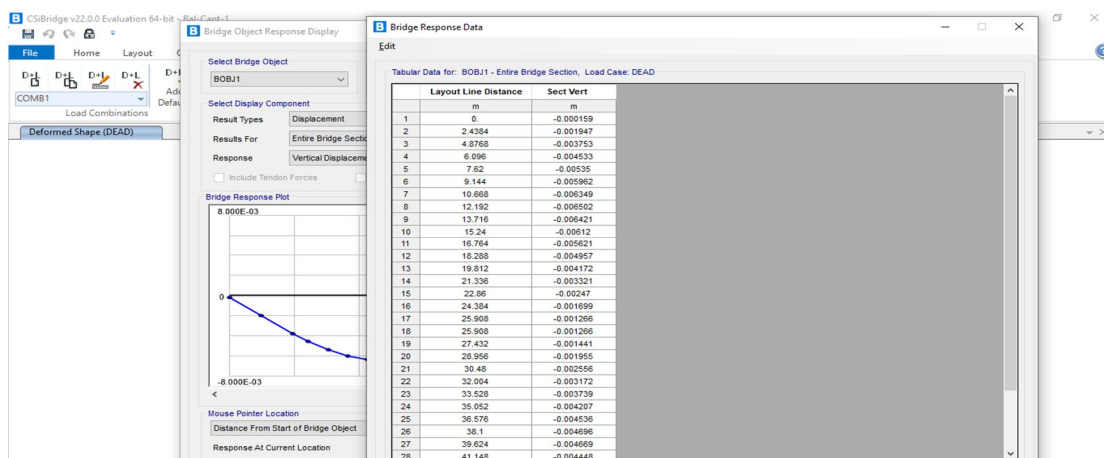 CSiBridge v22.0.0 Evaluation 64-bit - Bal-Cant-1
File Home Layout
D+L D+L D+L D+L
COMB1
Load Combinations
Deformed Shape (DEAD)
Bridge Object Response Display
Select Bridge Object
BOBJ1
Select Display Component
Result Types Displacement
Results For Entire Bridge Sectic
Response Vertical Displaceme
Include Tendon Forces
Bridge Response Plot
8.000E-03
0
-8.000E-03
<
Mouse Pointer Location
Distance From Start of Bridge Object
Response At Current Location
Bridge Response Data
Edit
Tabular Data for: BOBJ1 - Entire Bridge Section, Load Case: DEAD
Layout Line Distance Sect Vert
m m
1 0. -0.000159
2 2.4384 -0.001947
3 4.8768 -0.003753
4 6.096 -0.004533
5 7.62 -0.00535
6 9.144 -0.005962
7 10.668 -0.006349
8 12.192 -0.006502
9 13.716 -0.006421
10 15.24 -0.00612
11 16.764 -0.005621
12 18.288 -0.004957
13 19.812 -0.004172
14 21.336 -0.003321
15 22.86 -0.00247
16 24.384 -0.001699
17 25.908 -0.001266
18 25.908 -0.001266
19 27.432 -0.001441
20 28.956 -0.001955
21 30.48 -0.002556
22 32.004 -0.003172
23 33.528 -0.003739
24 35.052 -0.004207
25 36.576 -0.004536
26 38.1 -0.004696
27 39.624 -0.004669
28 41.148 -0.004448